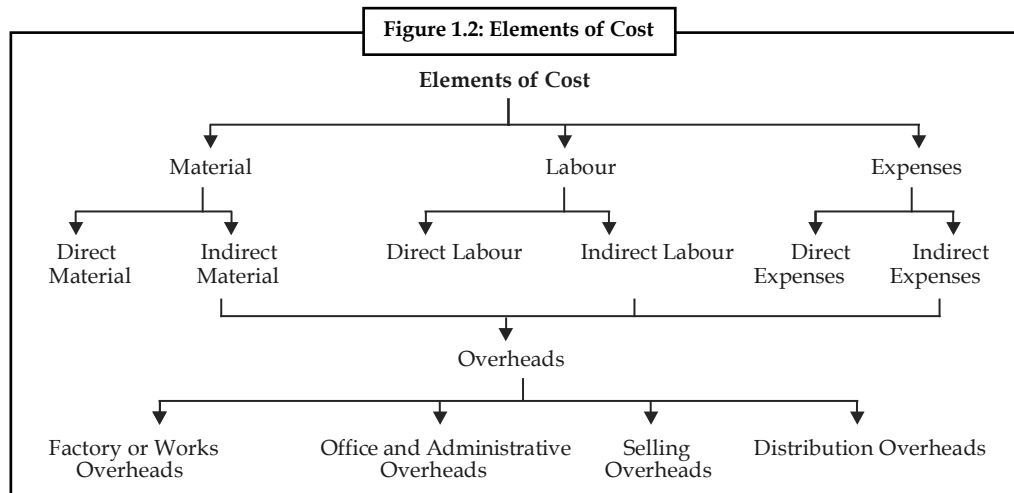 Figure 1.2: Elements of Cost
Elements of Cost
Material Labour Expenses
Direct Indirect Direct Labour Indirect Labour Direct Indirect
Material Material Expenses Expenses
Overheads
Factory or Works Office and Administrative Selling Distribution Overheads
Overheads Overheads Overheads